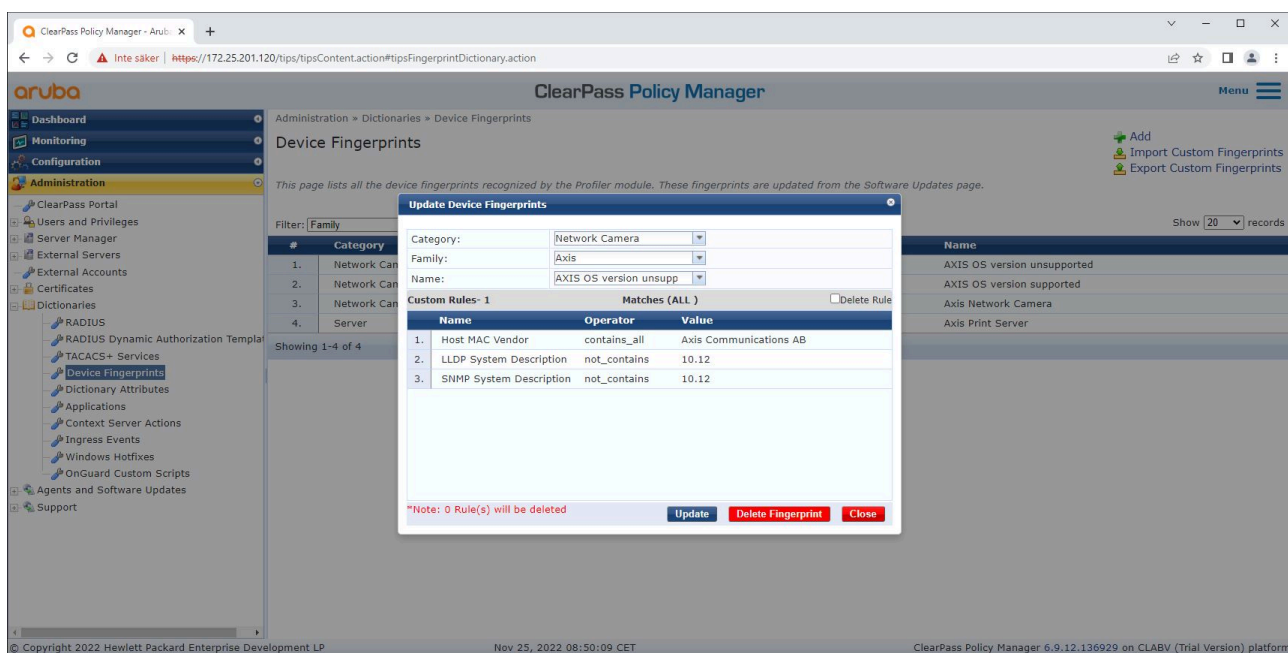 ClearPass Policy Manager - Arub
Inte säker | https://172.25.201.120/tips/tipsContent.action#tipsFingerprintDictionary.action
aruba
ClearPass Policy Manager
Menu
Dashboard
Monitoring
Configuration
Administration
ClearPass Portal
Users and Privileges
Server Manager
External Servers
External Accounts
Certificates
Dictionaries
RADIUS
RADIUS Dynamic Authorization Templat
TACACS+ Services
Device Fingerprints
Dictionary Attributes
Applications
Context Server Actions
Ingress Events
Windows Hotfixes
OnGuard Custom Scripts
Agents and Software Updates
Support
Administration » Dictionaries » Device Fingerprints
Device Fingerprints
Add
Import Custom Fingerprints
Export Custom Fingerprints
This page lists all the device fingerprints recognized by the Profiler module. These fingerprints are updated from the Software Updates page.
Filter: Family
Show 20 records
# Category Name
1. Network Can AXIS OS version unsupported
2. Network Can AXIS OS version supported
3. Network Can Axis Network Camera
4. Server Axis Print Server
Showing 1-4 of 4
Update Device Fingerprints
Category: Network Camera
Family: Axis
Name: AXIS OS version unsupp
Custom Rules- 1 Matches (ALL ) Delete Rule
Name Operator Value
1. Host MAC Vendor contains_all Axis Communications AB
2. LLDP System Description not_contains 10.12
3. SNMP System Description not_contains 10.12
*Note: 0 Rule(s) will be deleted
Update Delete Fingerprint Close
© Copyright 2022 Hewlett Packard Enterprise Development LP Nov 25, 2022 08:50:09 CET ClearPass Policy Manager 6.9.12.136929 on CLABV (Trial Version) platform